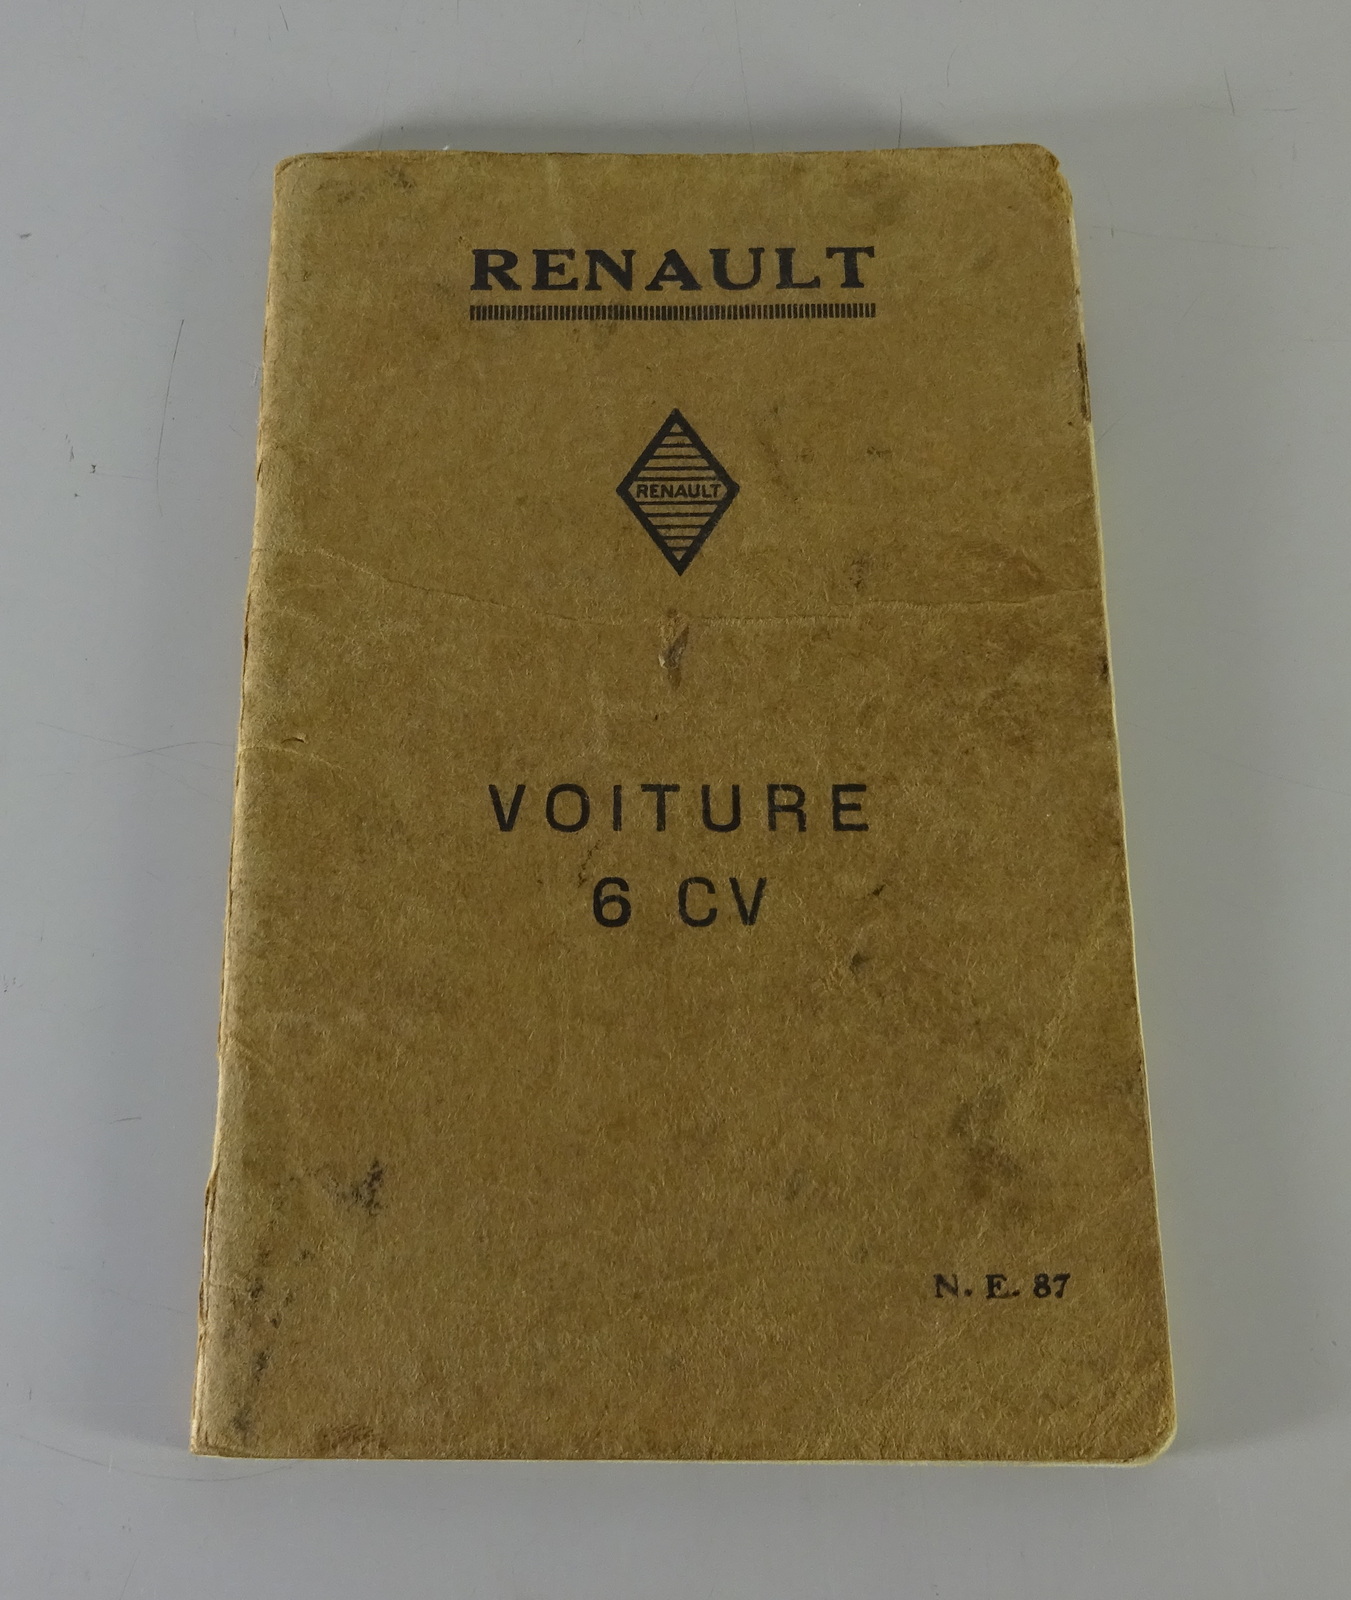 RENAULT
RENAULT
VOITURE
6 CV
N. E. 87